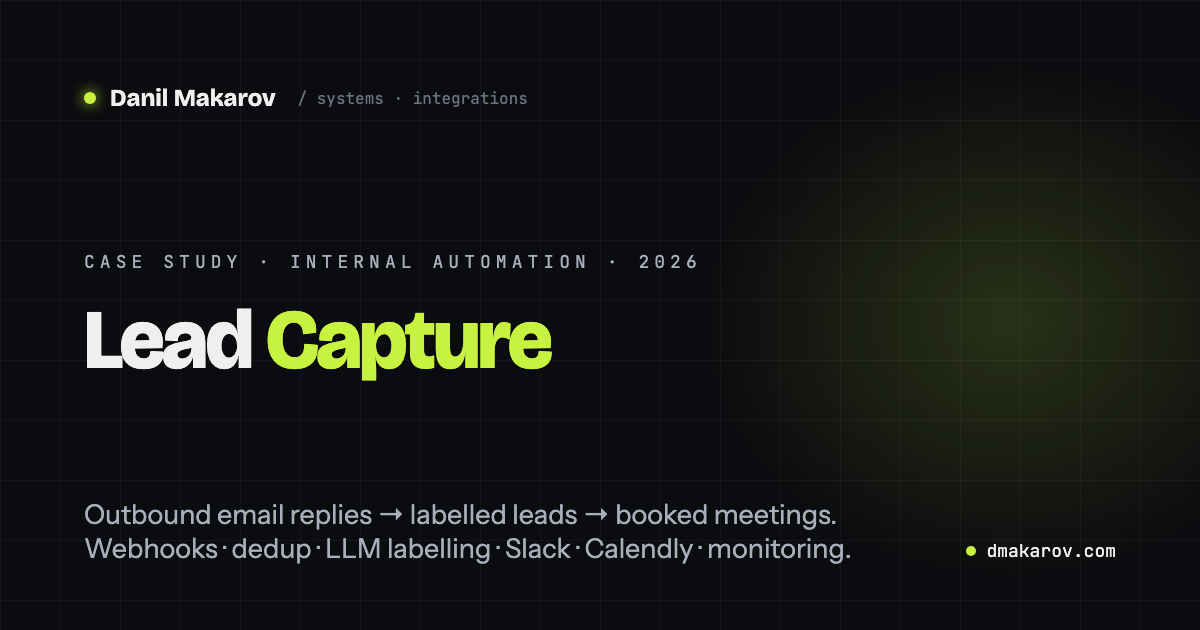 Danil Makarov / systems · integrations
CASE STUDY · INTERNAL AUTOMATION · 2026
Lead Capture
Outbound email replies → labelled leads → booked meetings.
Webhooks · dedup · LLM labelling · Slack · Calendly · monitoring.
dmakarov.com